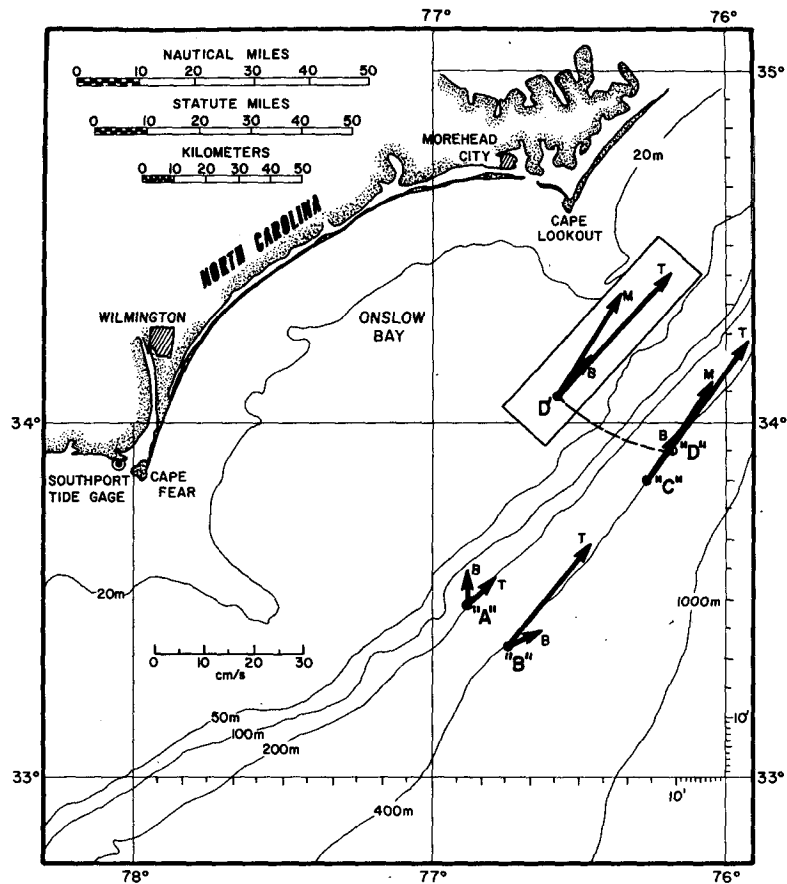 77°
76°
NAUTICAL MILES
0 10 20 30 40 50
STATUTE MILES
0 10 20 30 40 50
KILOMETERS
0 10 20 30 40 50
35°
MOREHEAD
CITY
20m
CAPE
LOOKOUT
NORTH CAROLINA
WILMINGTON
ONSLOW
BAY
T
M
B
D'
T
M
B
"D"
"C"
34°
34°
SOUTHPORT
TIDE GAGE
CAPE
FEAR
20m
B
T
"A"
T
B
"B"
1000m
0 10 20 30
cm/s
50m
100m
200m
400m
10'
10'
33°
33°
78°
77°
76°